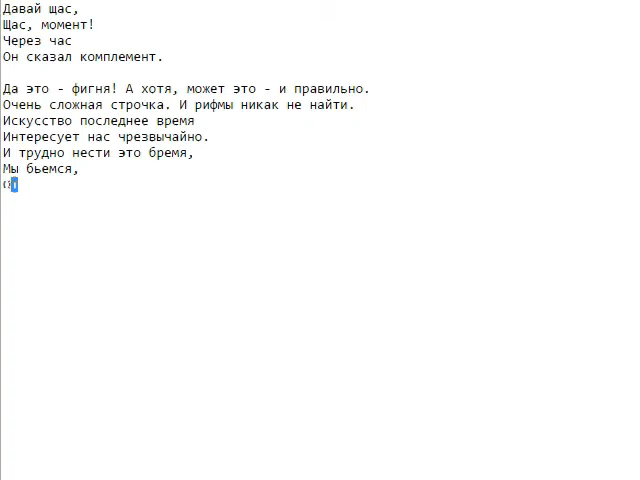 Давай щас,
Щас, момент!
Через час
Он сказал комплемент.

Да это - фигня! А хотя, может это - и правильно.
Очень сложная строчка. И рифмы никак не найти.
Искусство последнее время
Интересует нас чрезвычайно.
И трудно нести это бремя,
Мы бьемся,